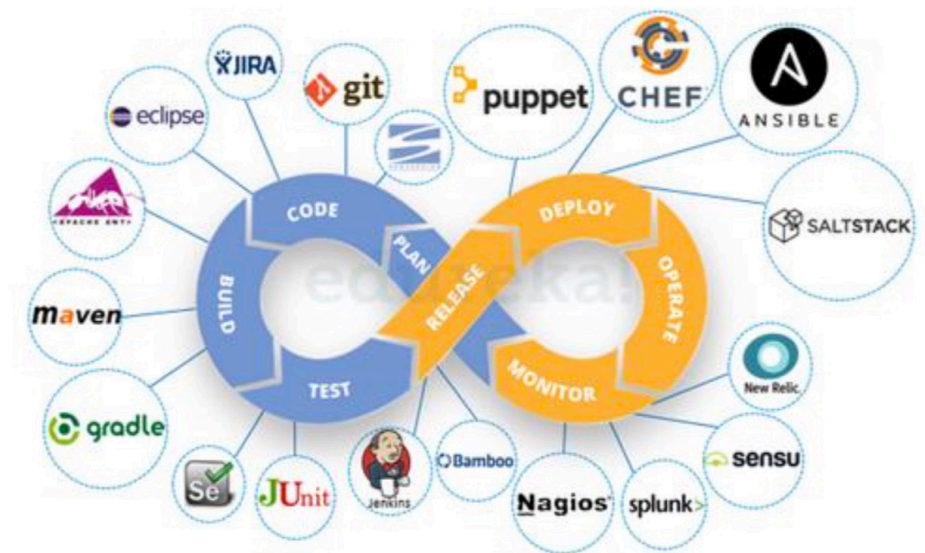 JIRA
git
eclipse
puppet
CHEF
ANSIBLE
APACHE ANT
SALTSTACK
CODE
PLAN
BUILD
TEST
RELEASE
DEPLOY
OPERATE
MONITOR
edureka!
maven
gradle
New Relic.
sensu
Se
JUnit
Jenkins
Bamboo
Nagios
splunk>